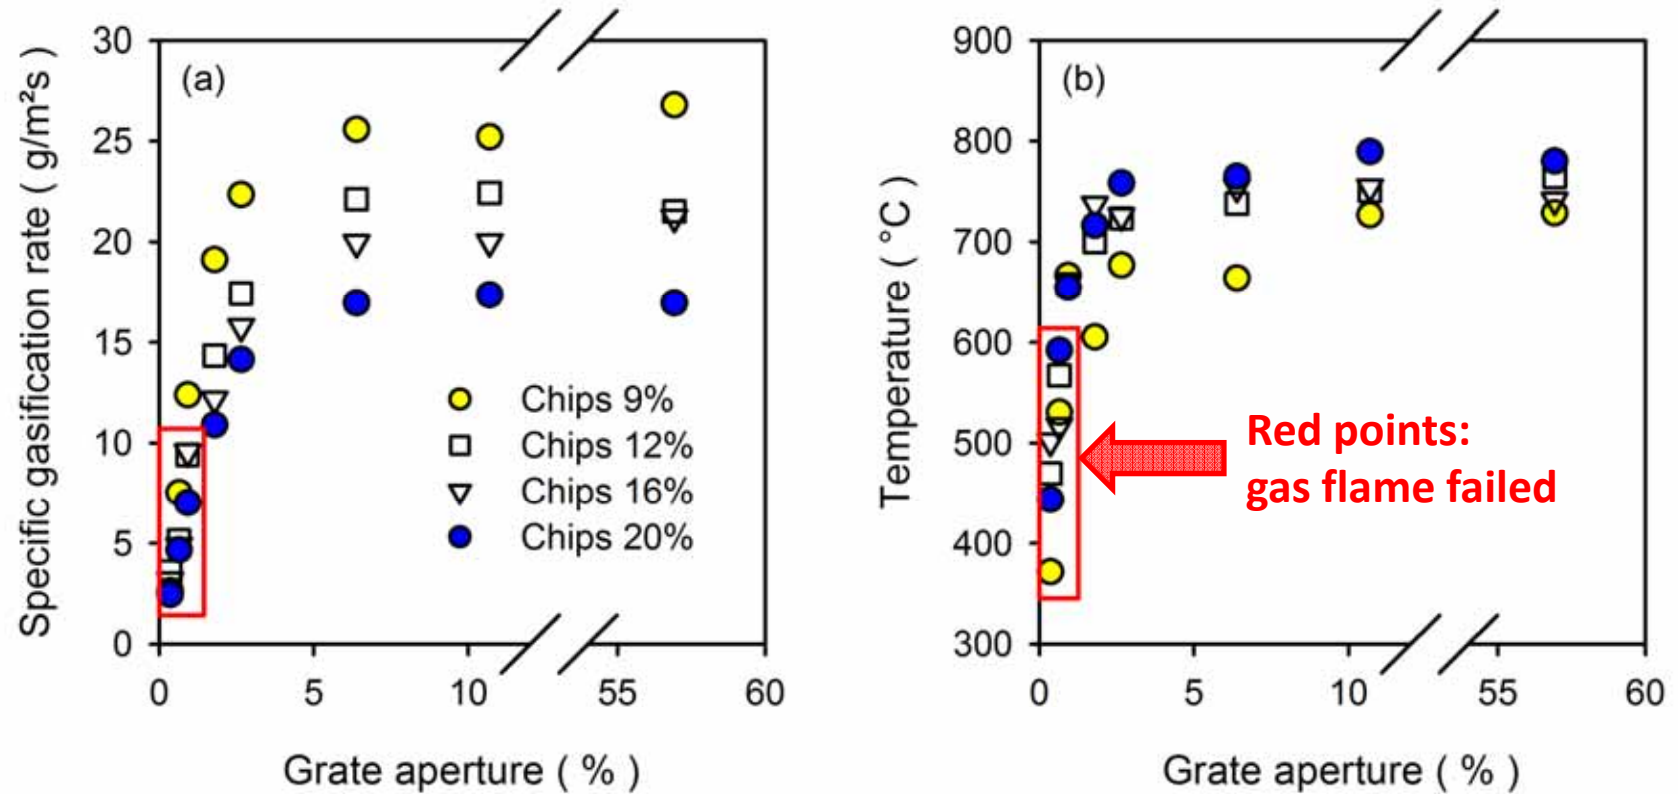 (a)
Specific gasification rate ( g/m²s )
30
25
20
15
10
5
0
0 5 10 55 60
Grate aperture ( % )
Chips 9%
Chips 12%
Chips 16%
Chips 20%
(b)
Temperature ( °C )
900
800
700
600
500
400
300
0 5 10 55 60
Grate aperture ( % )
Red points:
gas flame failed